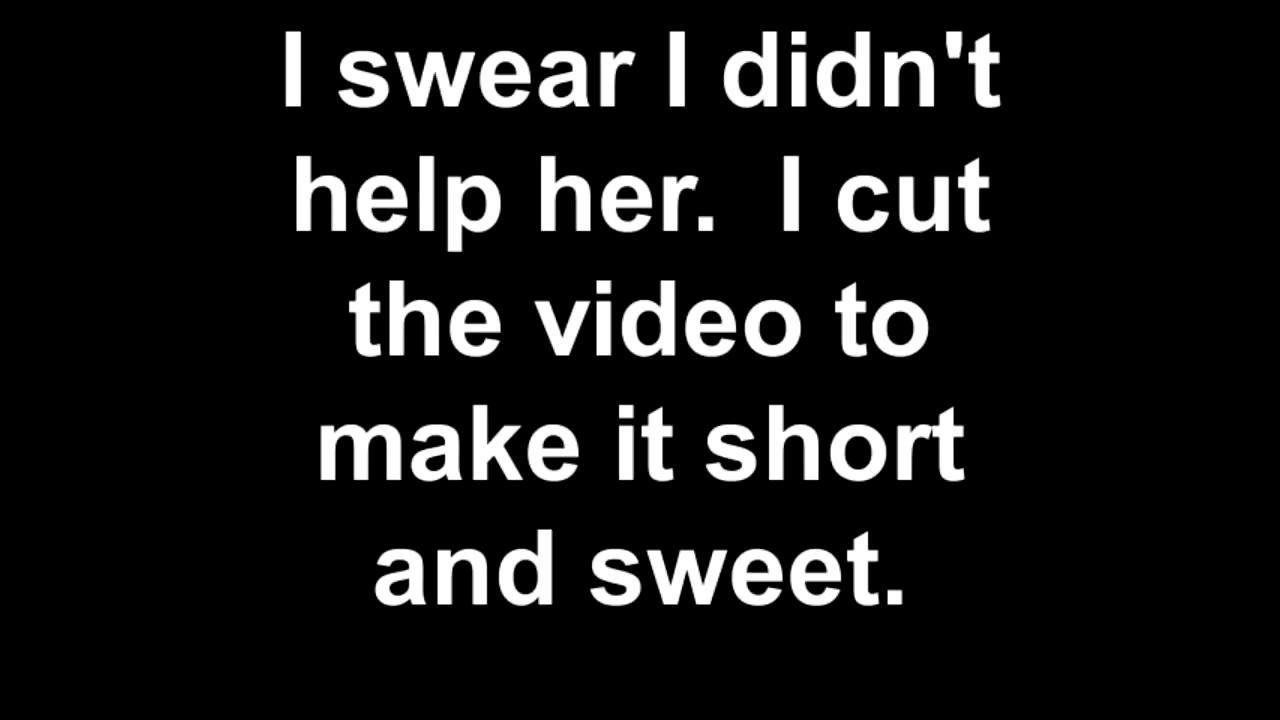 I swear I didn't
help her.  I cut
the video to
make it short
and sweet.